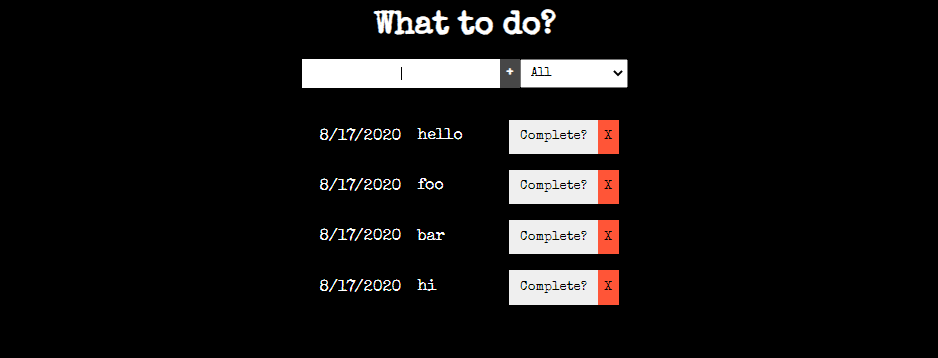 What to do?
+ All
8/17/2020 hello Complete? X
8/17/2020 foo Complete? X
8/17/2020 bar Complete? X
8/17/2020 hi Complete? X